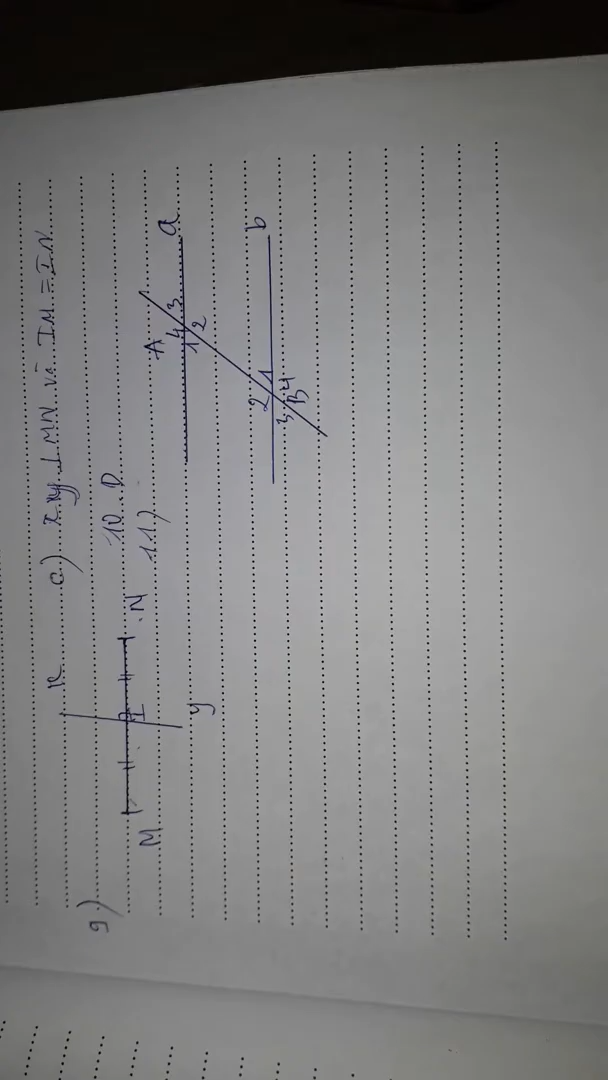 9)
x
c) xy ⊥ MN và IM = IN
M
I
N
y
10. D
11)
A
a
4 3
1 2
b
2 1
3 4
B